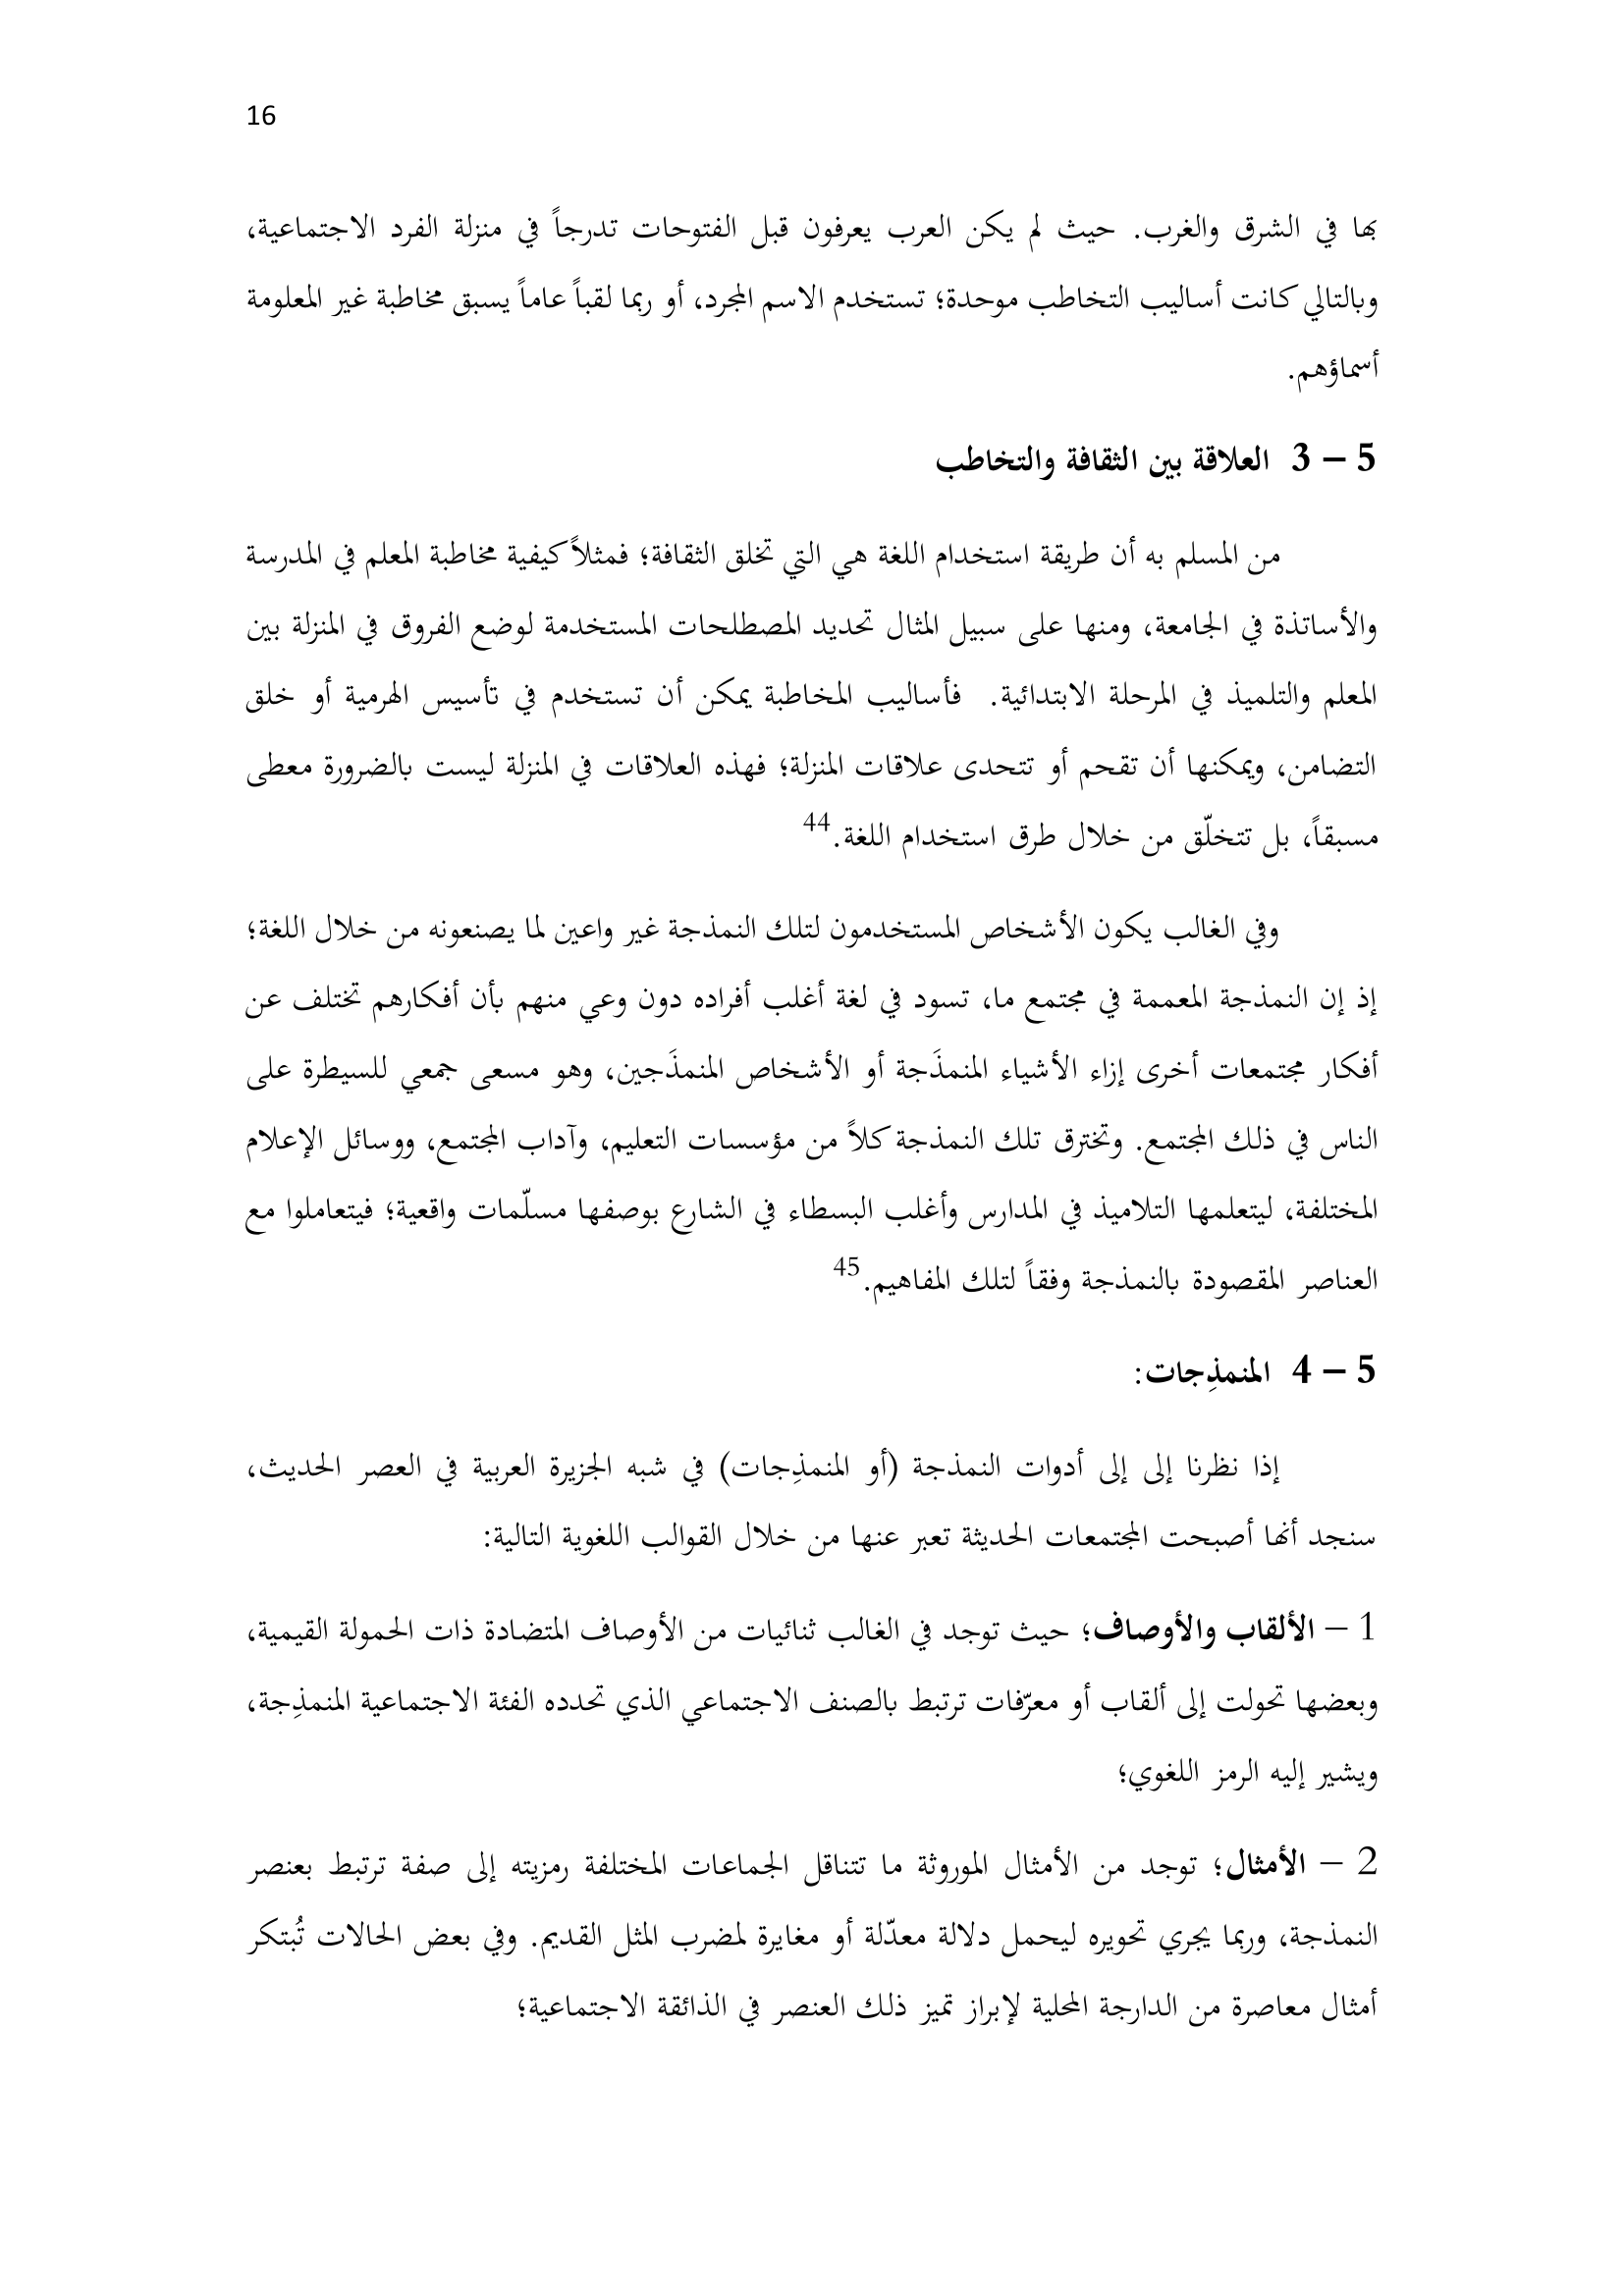 16
بها في الشرق والغرب. حيث لم يكن العرب يعرفون قبل الفتوحات تدرجاً في منزلة الفرد الاجتماعية،
وبالتالي كانت أساليب التخاطب موحدة؛ تستخدم الاسم المجرد، أو ربما لقباً عاماً يسبق مخاطبة غير المعلومة
أسماؤهم.
5 – 3 العلاقة بين الثقافة والتخاطب
من المسلم به أن طريقة استخدام اللغة هي التي تخلق الثقافة؛ فمثلاً كيفية مخاطبة المعلم في المدرسة
والأساتذة في الجامعة، ومنها على سبيل المثال تحديد المصطلحات المستخدمة لوضع الفروق في المنزلة بين
المعلم والتلميذ في المرحلة الابتدائية. فأساليب المخاطبة يمكن أن تستخدم في تأسيس الهرمية أو خلق
التضامن، ويمكنها أن تقحم أو تتحدى علاقات المنزلة؛ فهذه العلاقات في المنزلة ليست بالضرورة معطى
مسبقاً، بل تتخلّق من خلال طرق استخدام اللغة.44
وفي الغالب يكون الأشخاص المستخدمون لتلك النمذجة غير واعين لما يصنعونه من خلال اللغة؛
إذ إن النمذجة المعممة في مجتمع ما، تسود في لغة أغلب أفراده دون وعي منهم بأن أفكارهم تختلف عن
أفكار مجتمعات أخرى إزاء الأشياء المنمذَجة أو الأشخاص المنمذَجين، وهو مسعى جمعي للسيطرة على
الناس في ذلك المجتمع. وتخترق تلك النمذجة كلاً من مؤسسات التعليم، وآداب المجتمع، ووسائل الإعلام
المختلفة، ليتعلمها التلاميذ في المدارس وأغلب البسطاء في الشارع بوصفها مسلّمات واقعية؛ فيتعاملوا مع
العناصر المقصودة بالنمذجة وفقاً لتلك المفاهيم.45
5 – 4 المنمذِجات:
إذا نظرنا إلى إلى أدوات النمذجة (أو المنمذِجات) في شبه الجزيرة العربية في العصر الحديث،
سنجد أنها أصبحت المجتمعات الحديثة تعبر عنها من خلال القوالب اللغوية التالية:
1 – الألقاب والأوصاف؛ حيث توجد في الغالب ثنائيات من الأوصاف المتضادة ذات الحمولة القيمية،
وبعضها تحولت إلى ألقاب أو معرّفات ترتبط بالصنف الاجتماعي الذي تحدده الفئة الاجتماعية المنمذِجة،
ويشير إليه الرمز اللغوي؛
2 – الأمثال؛ توجد من الأمثال الموروثة ما تتناقل الجماعات المختلفة رمزيته إلى صفة ترتبط بعنصر
النمذجة، وربما يجري تحويره ليحمل دلالة معدّلة أو مغايرة لمضرب المثل القديم. وفي بعض الحالات تُبتكر
أمثال معاصرة من الدارجة المحلية لإبراز تميز ذلك العنصر في الذائقة الاجتماعية؛